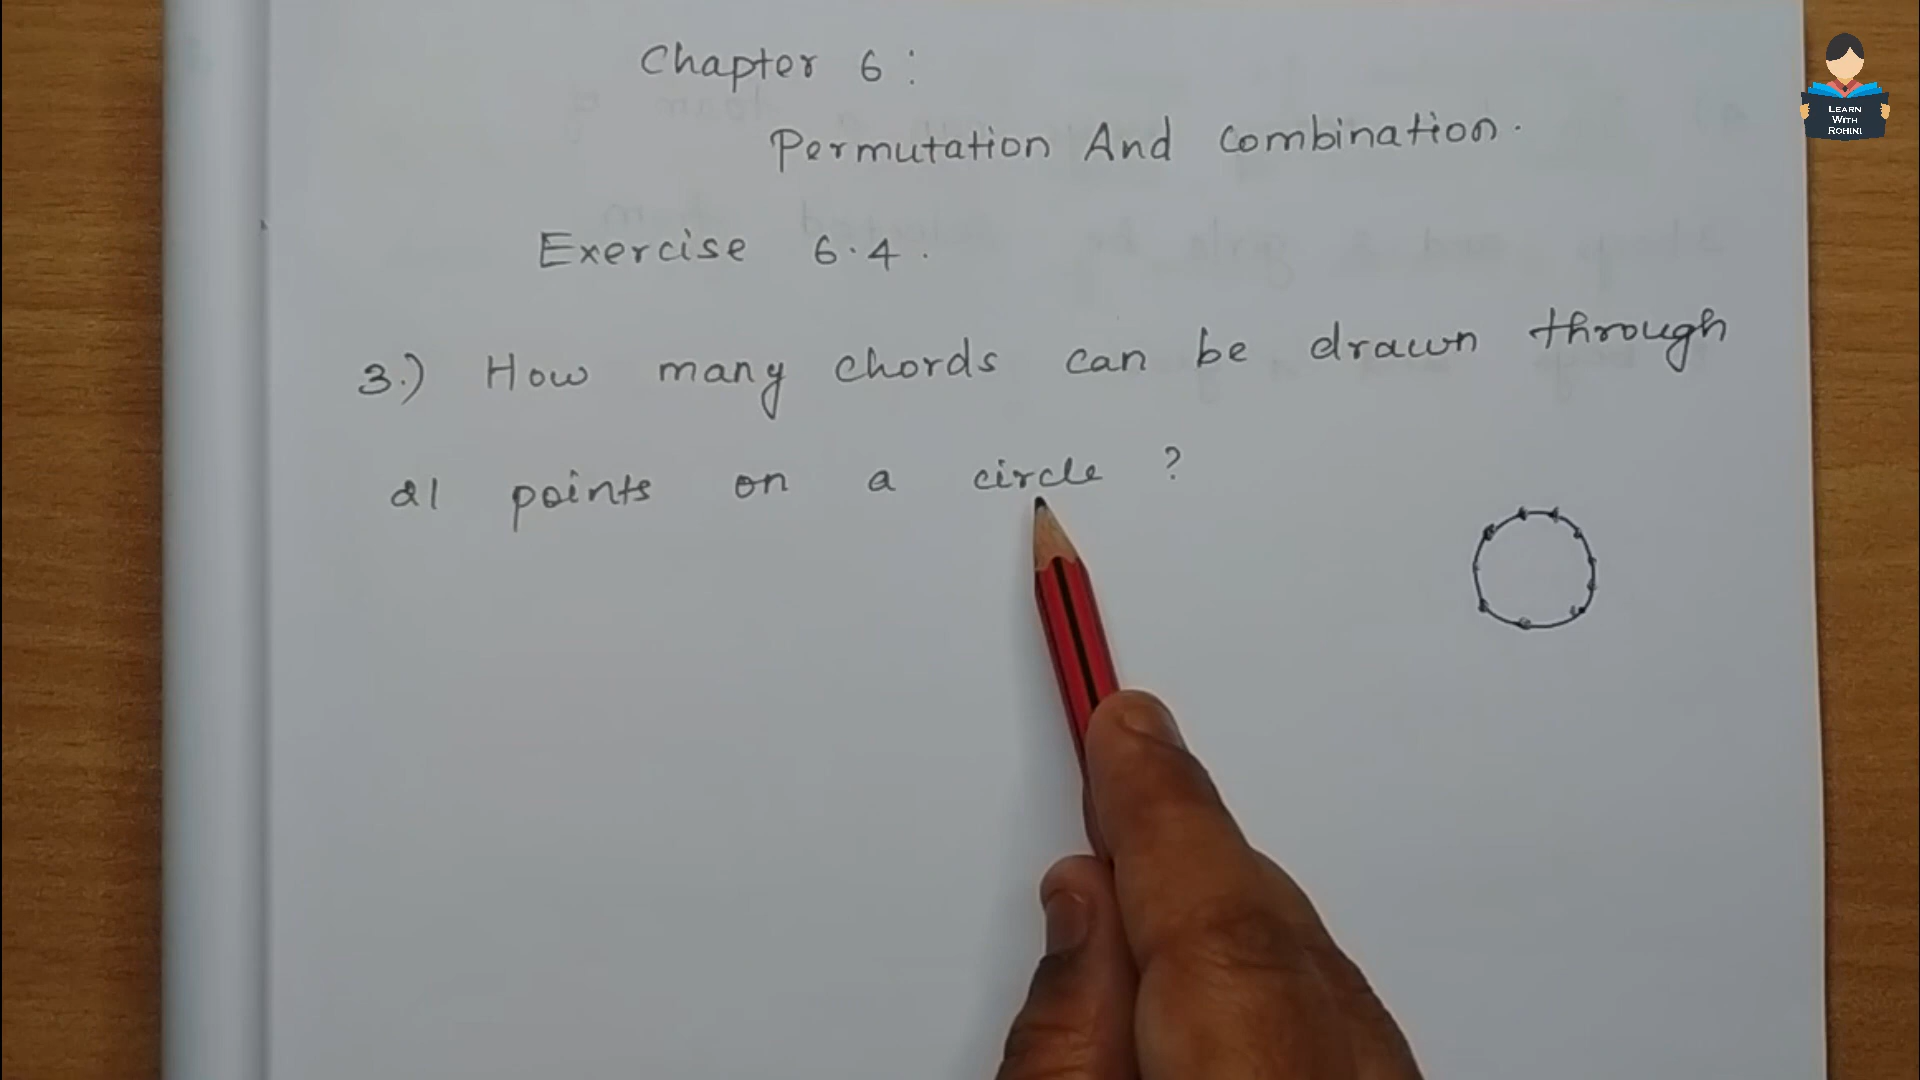 Chapter 6 :
Permutation And Combination.
Exercise 6.4.
3.) How many chords can be drawn through
21 points on a circle ?
LEARN
WITH
ROHINI